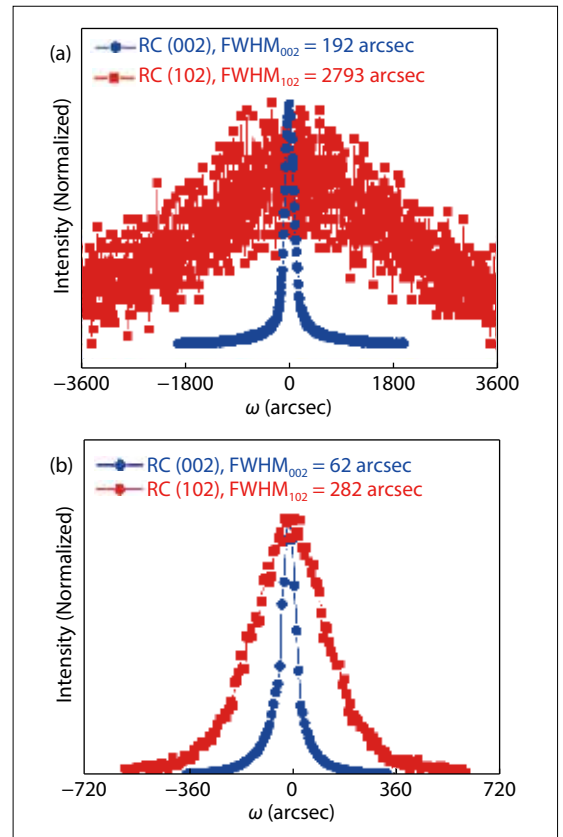 (a)
RC (002), FWHM₀₀₂ = 192 arcsec
RC (102), FWHM₁₀₂ = 2793 arcsec
Intensity (Normalized)
−3600 −1800 0 1800 3600
ω (arcsec)
(b)
RC (002), FWHM₀₀₂ = 62 arcsec
RC (102), FWHM₁₀₂ = 282 arcsec
Intensity (Normalized)
−720 −360 0 360 720
ω (arcsec)